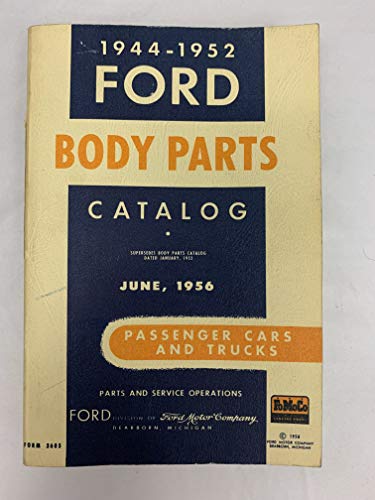 1944-1952
FORD
BODY PARTS
CATALOG
•
SUPERSEDES BODY PARTS CATALOG
DATED JANUARY, 1952
JUNE, 1956
PASSENGER CARS
AND TRUCKS
PARTS AND SERVICE OPERATIONS
FORD DIVISION OF Ford Motor Company,
DEARBORN, MICHIGAN
FoMoCo
FORM 3605
© 1956
FORD MOTOR COMPANY
DEARBORN, MICHIGAN